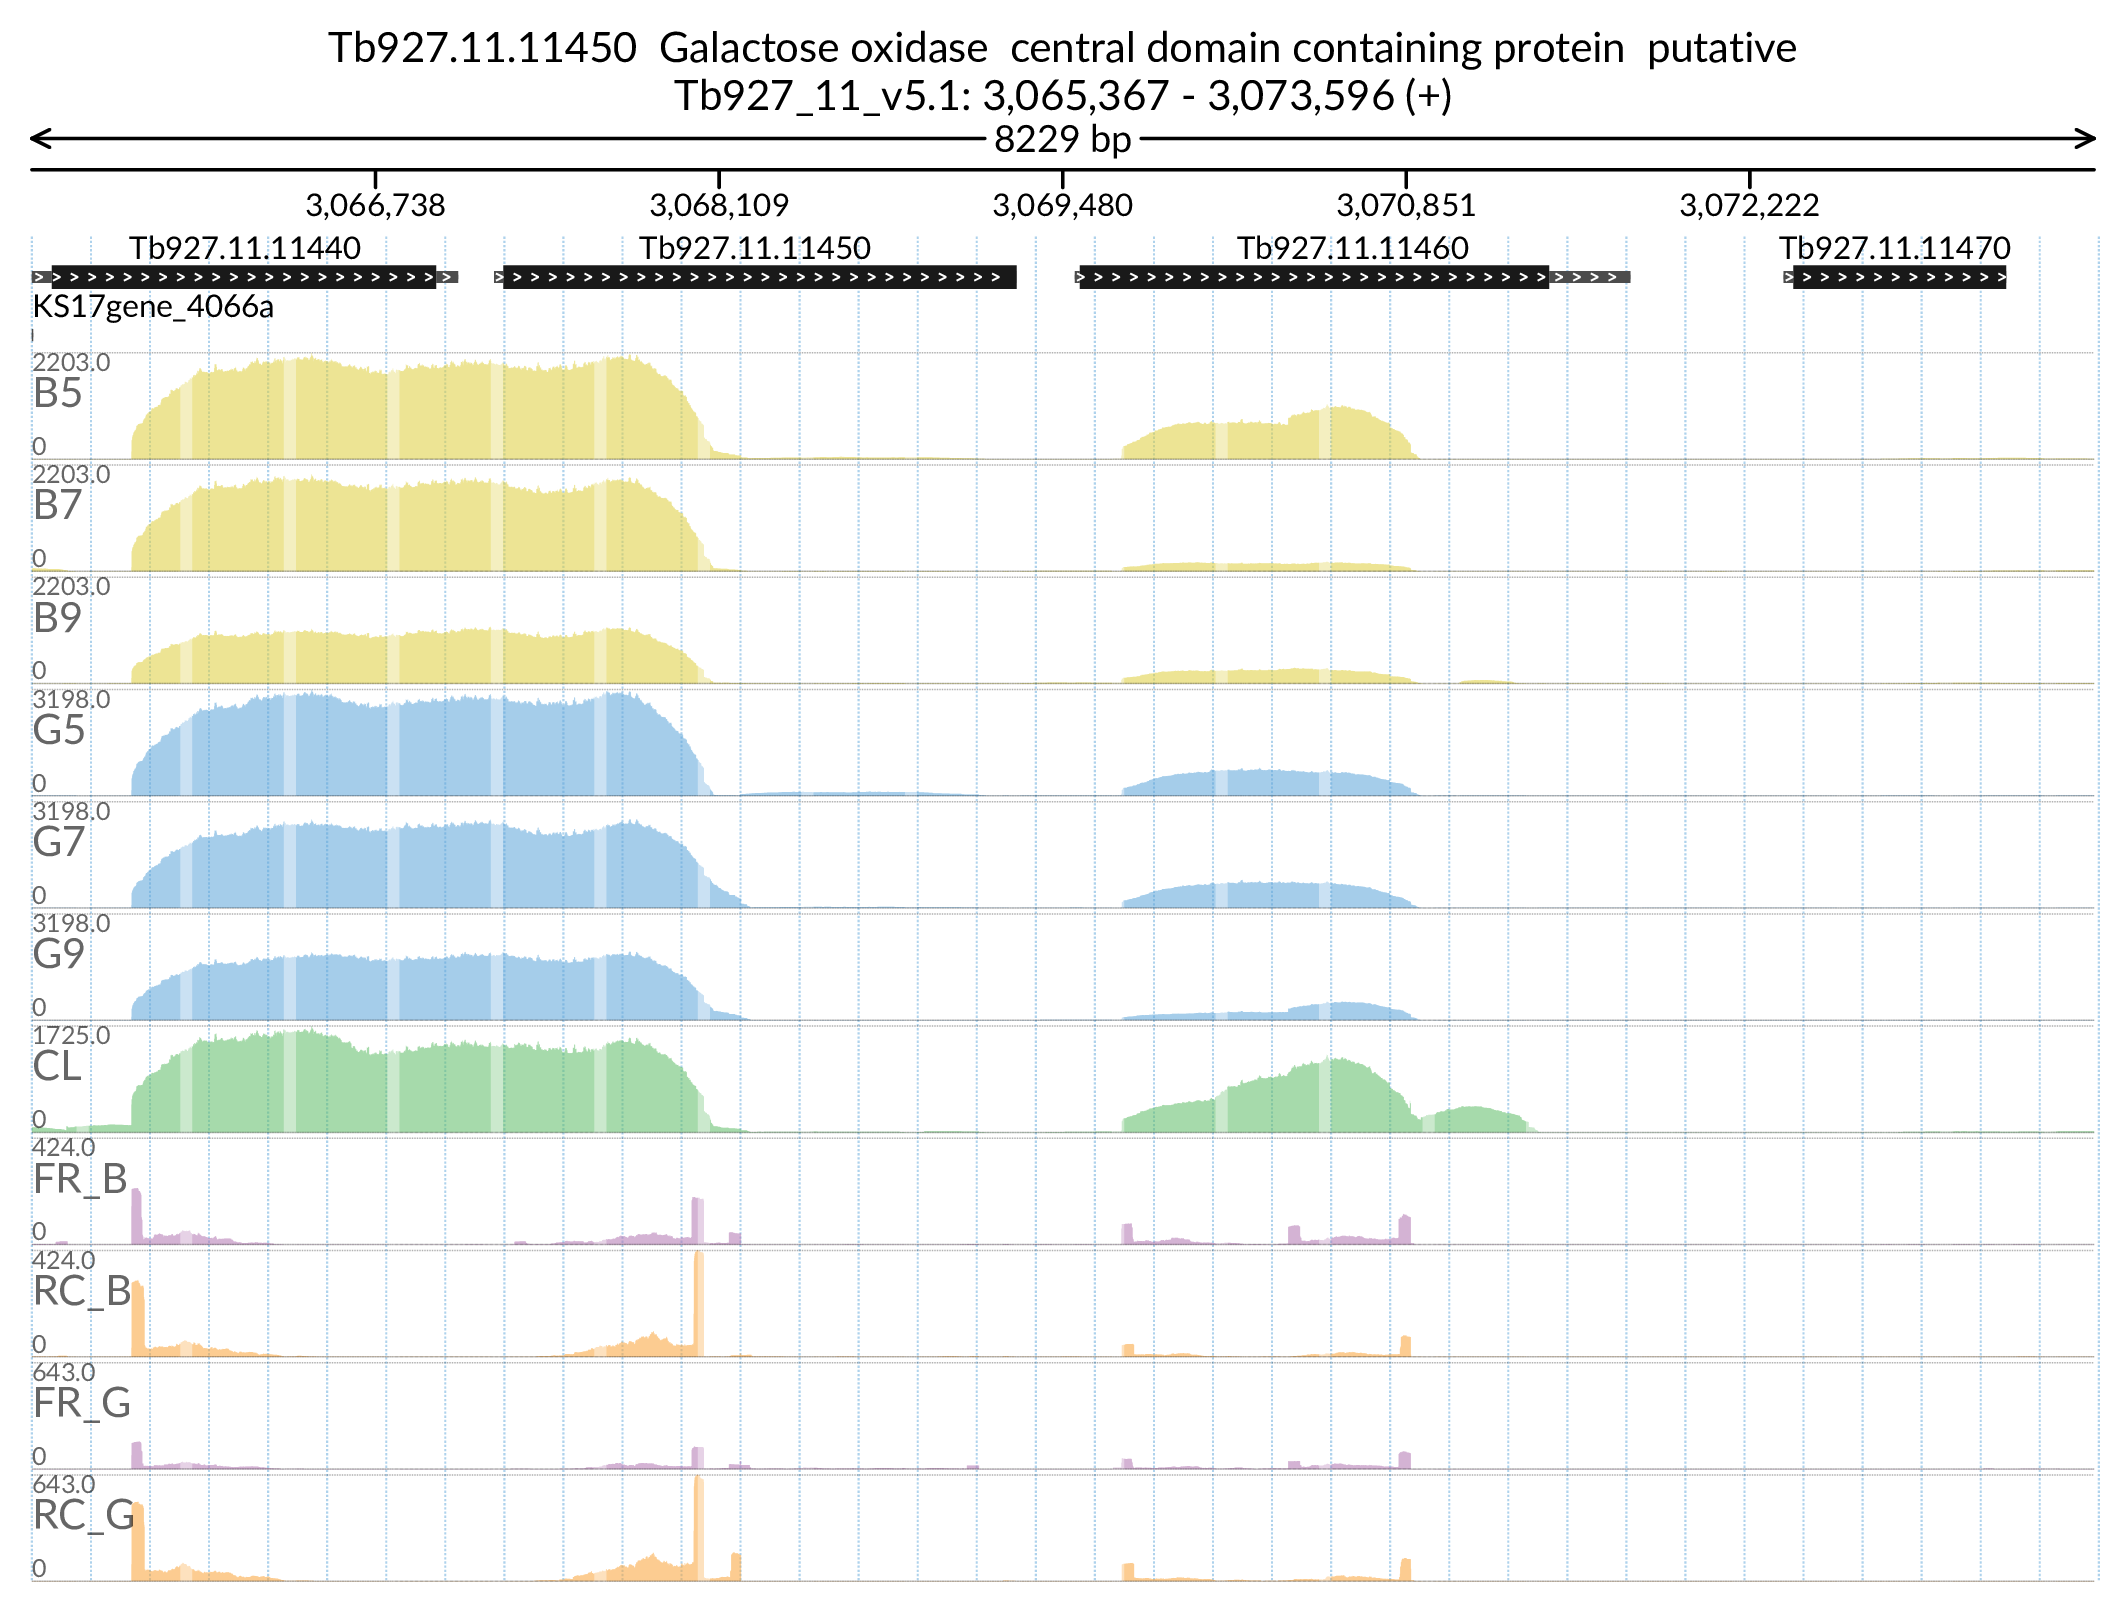 Tb927.11.11450  Galactose oxidase  central domain containing protein  putative
Tb927_11_v5.1: 3,065,367 - 3,073,596 (+)
8229 bp
3,066,738 3,068,109 3,069,480 3,070,851 3,072,222
Tb927.11.11440 Tb927.11.11450 Tb927.11.11460 Tb927.11.11470
KS17gene_4066a
2203.0
B5
0
2203.0
B7
0
2203.0
B9
0
3198.0
G5
0
3198.0
G7
0
3198.0
G9
0
1725.0
CL
0
424.0
FR_B
0
424.0
RC_B
0
643.0
FR_G
0
643.0
RC_G
0